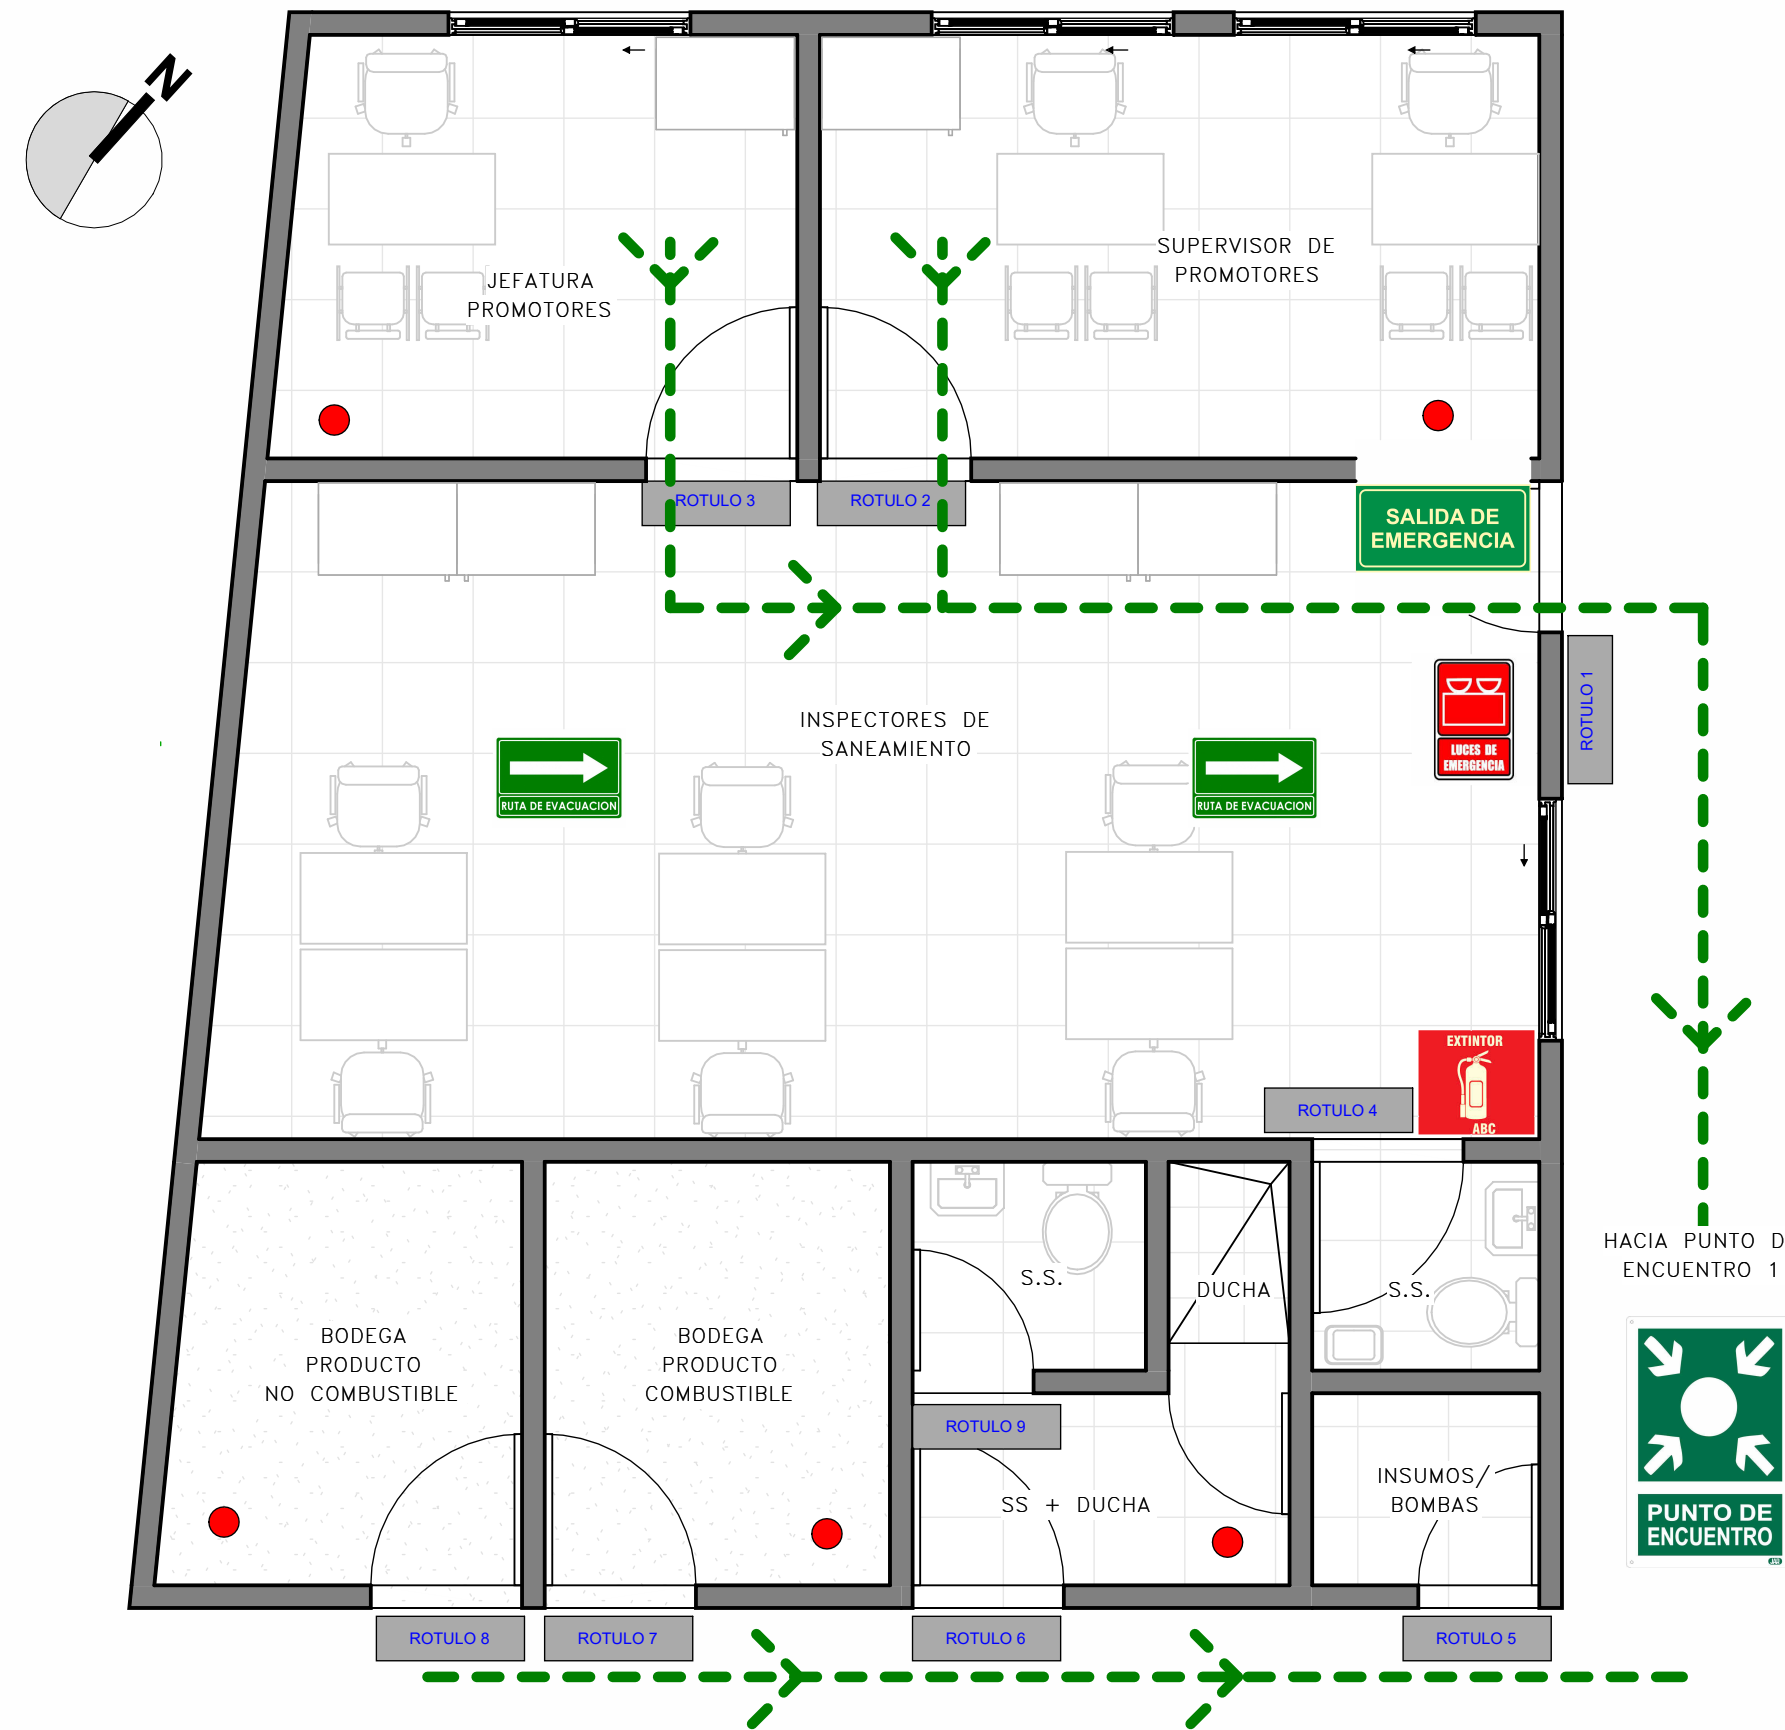 N
JEFATURA
PROMOTORES
SUPERVISOR DE
PROMOTORES
ROTULO 3
ROTULO 2
SALIDA DE
EMERGENCIA
ROTULO 1
LUCES DE
EMERGENCIA
INSPECTORES DE
SANEAMIENTO
RUTA DE EVACUACION
RUTA DE EVACUACION
EXTINTOR
ABC
ROTULO 4
HACIA PUNTO D
ENCUENTRO 1
S.S.
DUCHA
S.S.
BODEGA
PRODUCTO
NO COMBUSTIBLE
BODEGA
PRODUCTO
COMBUSTIBLE
ROTULO 9
SS + DUCHA
INSUMOS/
BOMBAS
PUNTO DE
ENCUENTRO
ROTULO 8
ROTULO 7
ROTULO 6
ROTULO 5